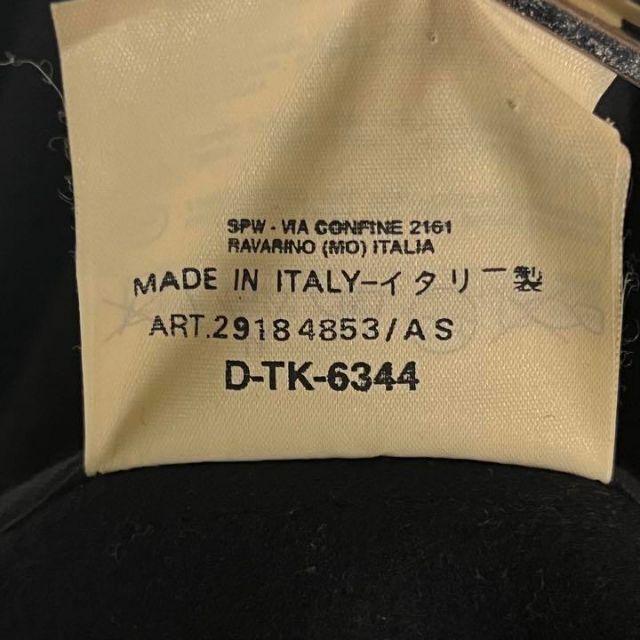 SPW - VIA CONFINE 2161
RAVARINO (MO) ITALIA
MADE IN ITALY-イタリー製
ART.29184853/AS
D-TK-6344